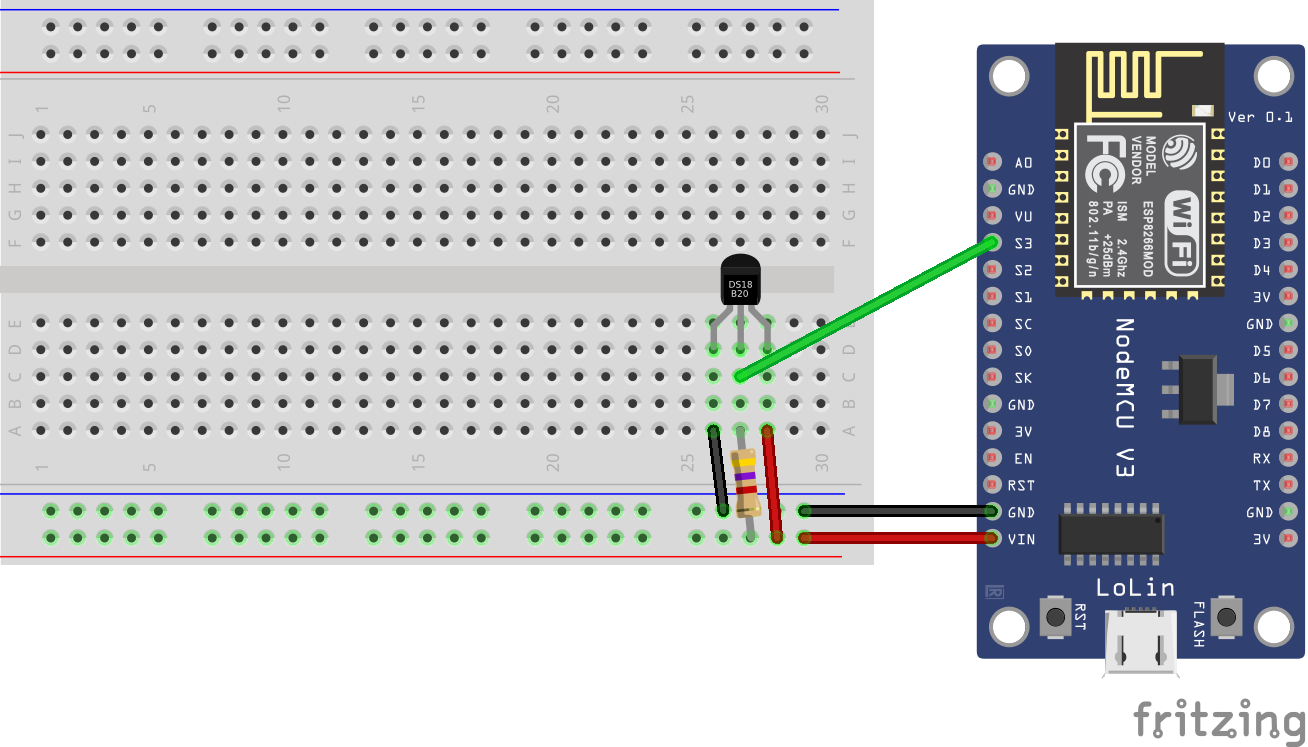 1 5 10 15 20 25 30
J J
I I
H H
G G
F F
DS18
B20
E
D D
C C
B B
A A
1 5 10 15 20 25 30
Ver 0.1
MODEL
VENDOR
FC
ISM 2.4Ghz
PA +25dBm
802.11b/g/n
ESP8266MOD
WiFi
A0
GND
VU
S3
S2
S1
SC
S0
SK
GND
3V
EN
RST
GND
VIN
D0
D1
D2
D3
D4
3V
GND
D5
D6
D7
D8
RX
TX
GND
3V
NodeMCU V3
LoLin
R
RST
FLASH
fritzing